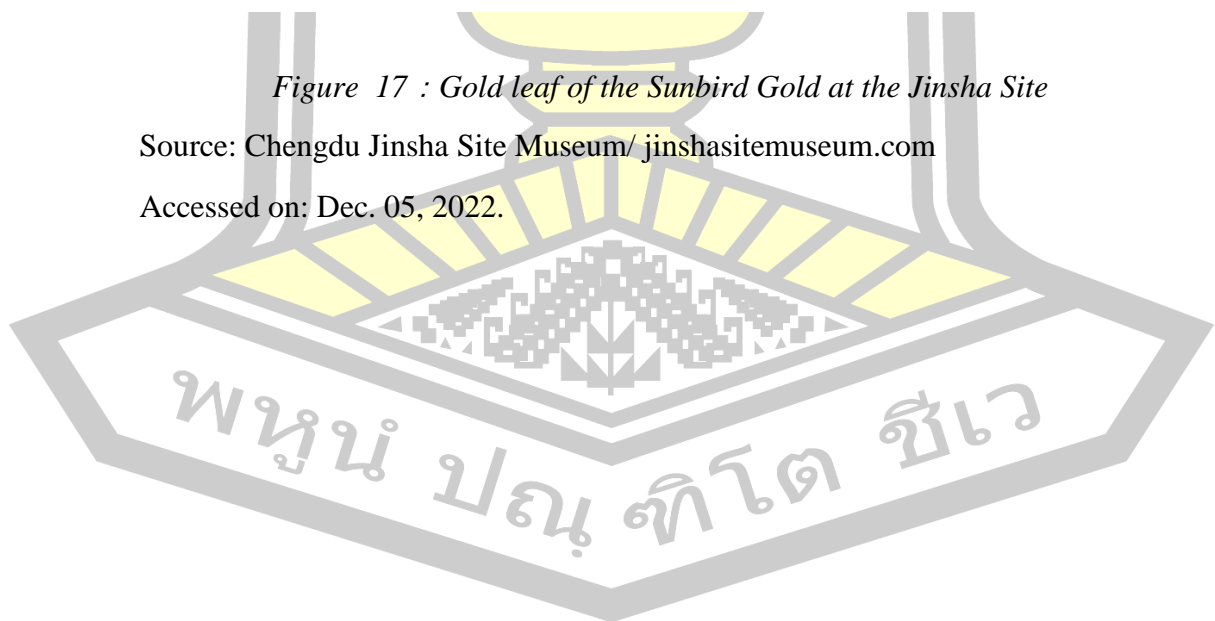 Figure 17 : Gold leaf of the Sunbird Gold at the Jinsha Site
Source: Chengdu Jinsha Site Museum/ jinshasitemuseum.com
Accessed on: Dec. 05, 2022.
พหูนํ ปณฺฑิโต ชีเว